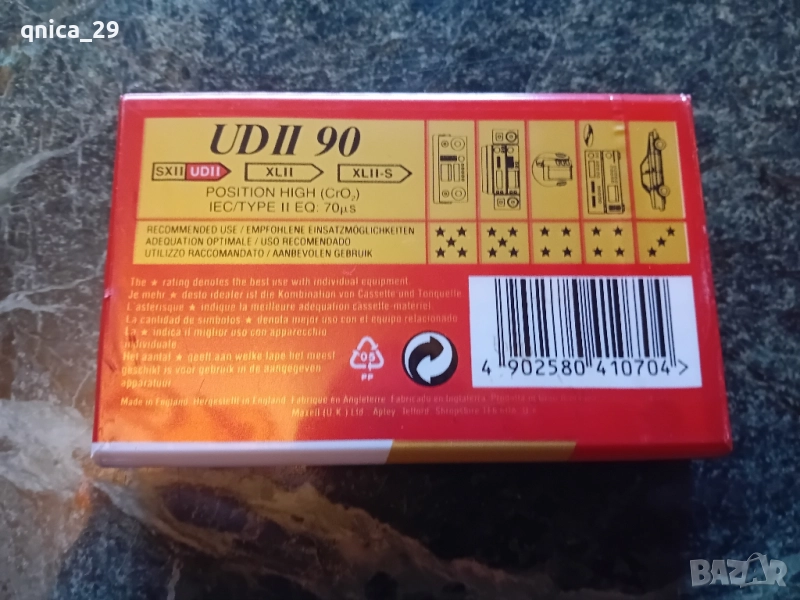 qnica_29
UDII 90
SXII UDII XLII XLII-S
POSITION HIGH (CrO₂)
IEC/TYPE II EQ: 70µs
RECOMMENDED USE / EMPFOHLENE EINSATZMÖGLICHKEITEN
ADEQUATION OPTIMALE / USO RECOMENDADO
UTILIZZO RACCOMANDATO / AANBEVOLEN GEBRUIK
The ★ rating denotes the best use with individual equipment.
Je mehr ★ desto idealer ist die Kombination von Cassette und Tonquelle
L'astérisque ★ indique la meilleure adequation cassette-matériel.
La cantidad de simbolos ★ denota mejor uso con el equipo relacionado
La ★ indica il miglior uso con apparecchio
individuale.
Het aantal ★ geeft aan welke tape het meest
geschikt is voor gebruik in de aangegeven
apparatuur.
05
PP
4 902580 410704 >
Made in England. Hergestellt in England. Fabriqué en Angleterre. Fabricado en Inglaterra.
Maxell (U.K.) Ltd. Apley, Telford, Shropshire
BAZAR